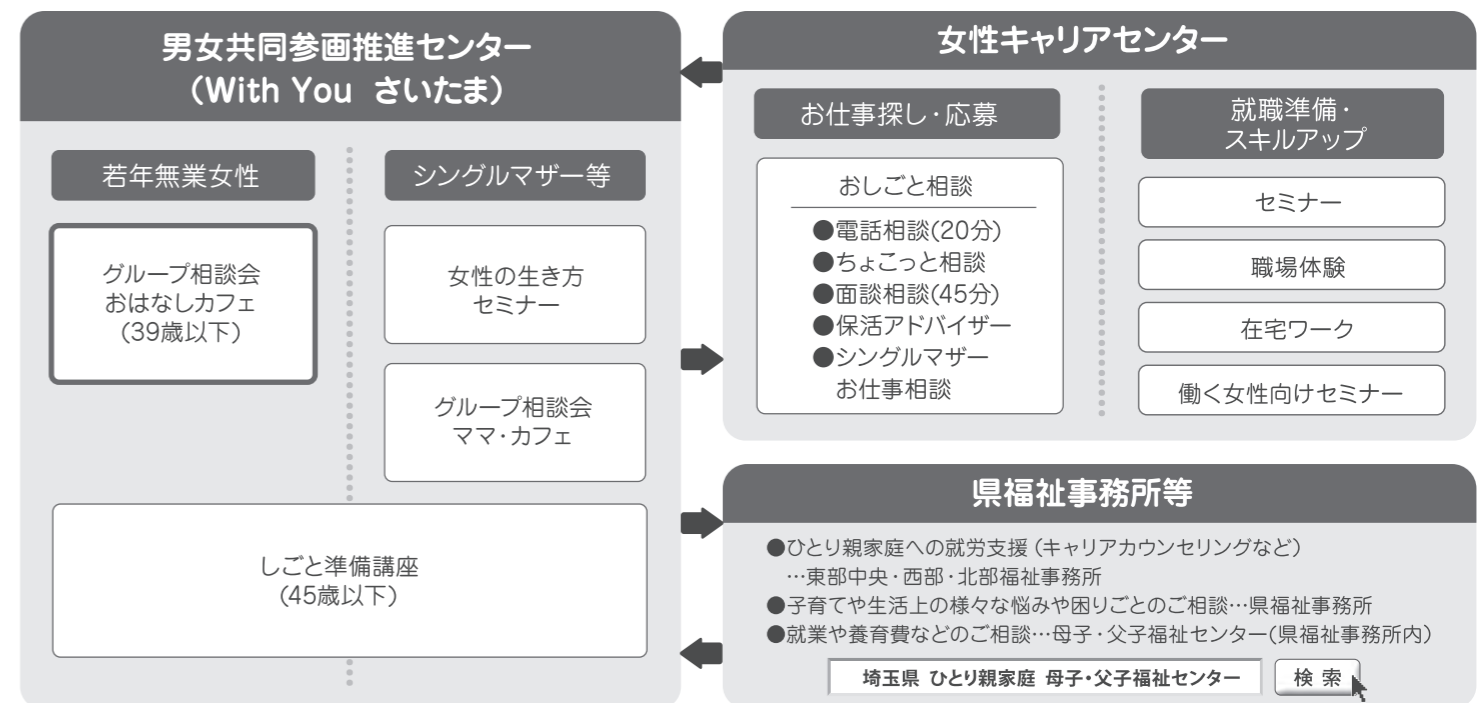 男女共同参画推進センター
(With You さいたま)
若年無業女性
グループ相談会
おはなしカフェ
(39歳以下)
シングルマザー等
女性の生き方
セミナー
グループ相談会
ママ・カフェ
しごと準備講座
(45歳以下)
女性キャリアセンター
お仕事探し・応募
おしごと相談
●電話相談(20分)
●ちょこっと相談
●面談相談(45分)
●保活アドバイザー
●シングルマザー
お仕事相談
就職準備・
スキルアップ
セミナー
職場体験
在宅ワーク
働く女性向けセミナー
県福祉事務所等
●ひとり親家庭への就労支援(キャリアカウンセリングなど)
…東部中央・西部・北部福祉事務所
●子育てや生活上の様々な悩みや困りごとのご相談…県福祉事務所
●就業や養育費などのご相談…母子・父子福祉センター(県福祉事務所内)
埼玉県 ひとり親家庭 母子・父子福祉センター
検 索